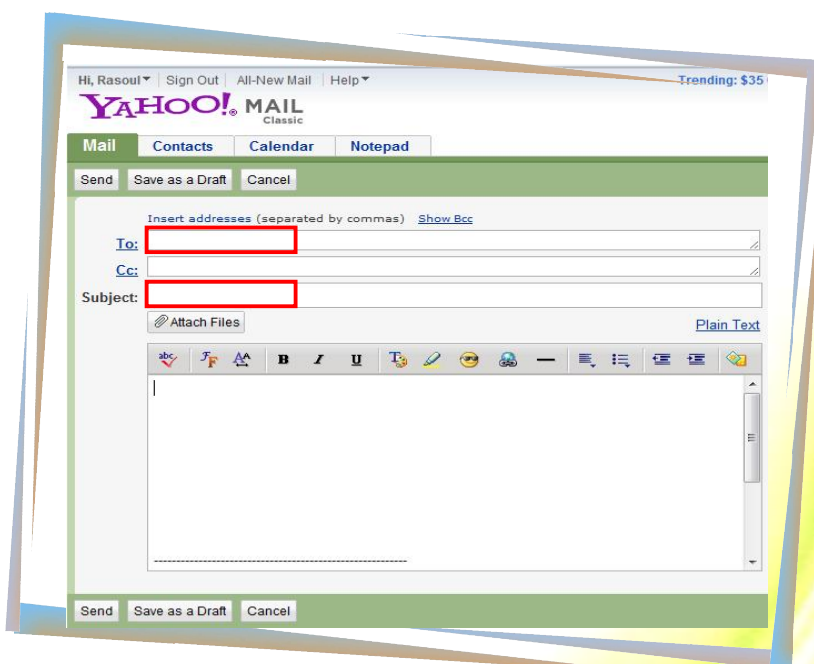 Hi, Rasoul Sign Out All-New Mail Help Trending: $35
YAHOO!® MAIL
Classic
Mail Contacts Calendar Notepad
Send Save as a Draft Cancel
Insert addresses (separated by commas) Show Bcc
To:
Cc:
Subject:
Attach Files Plain Text
abc F F A A B I U T
Send Save as a Draft Cancel